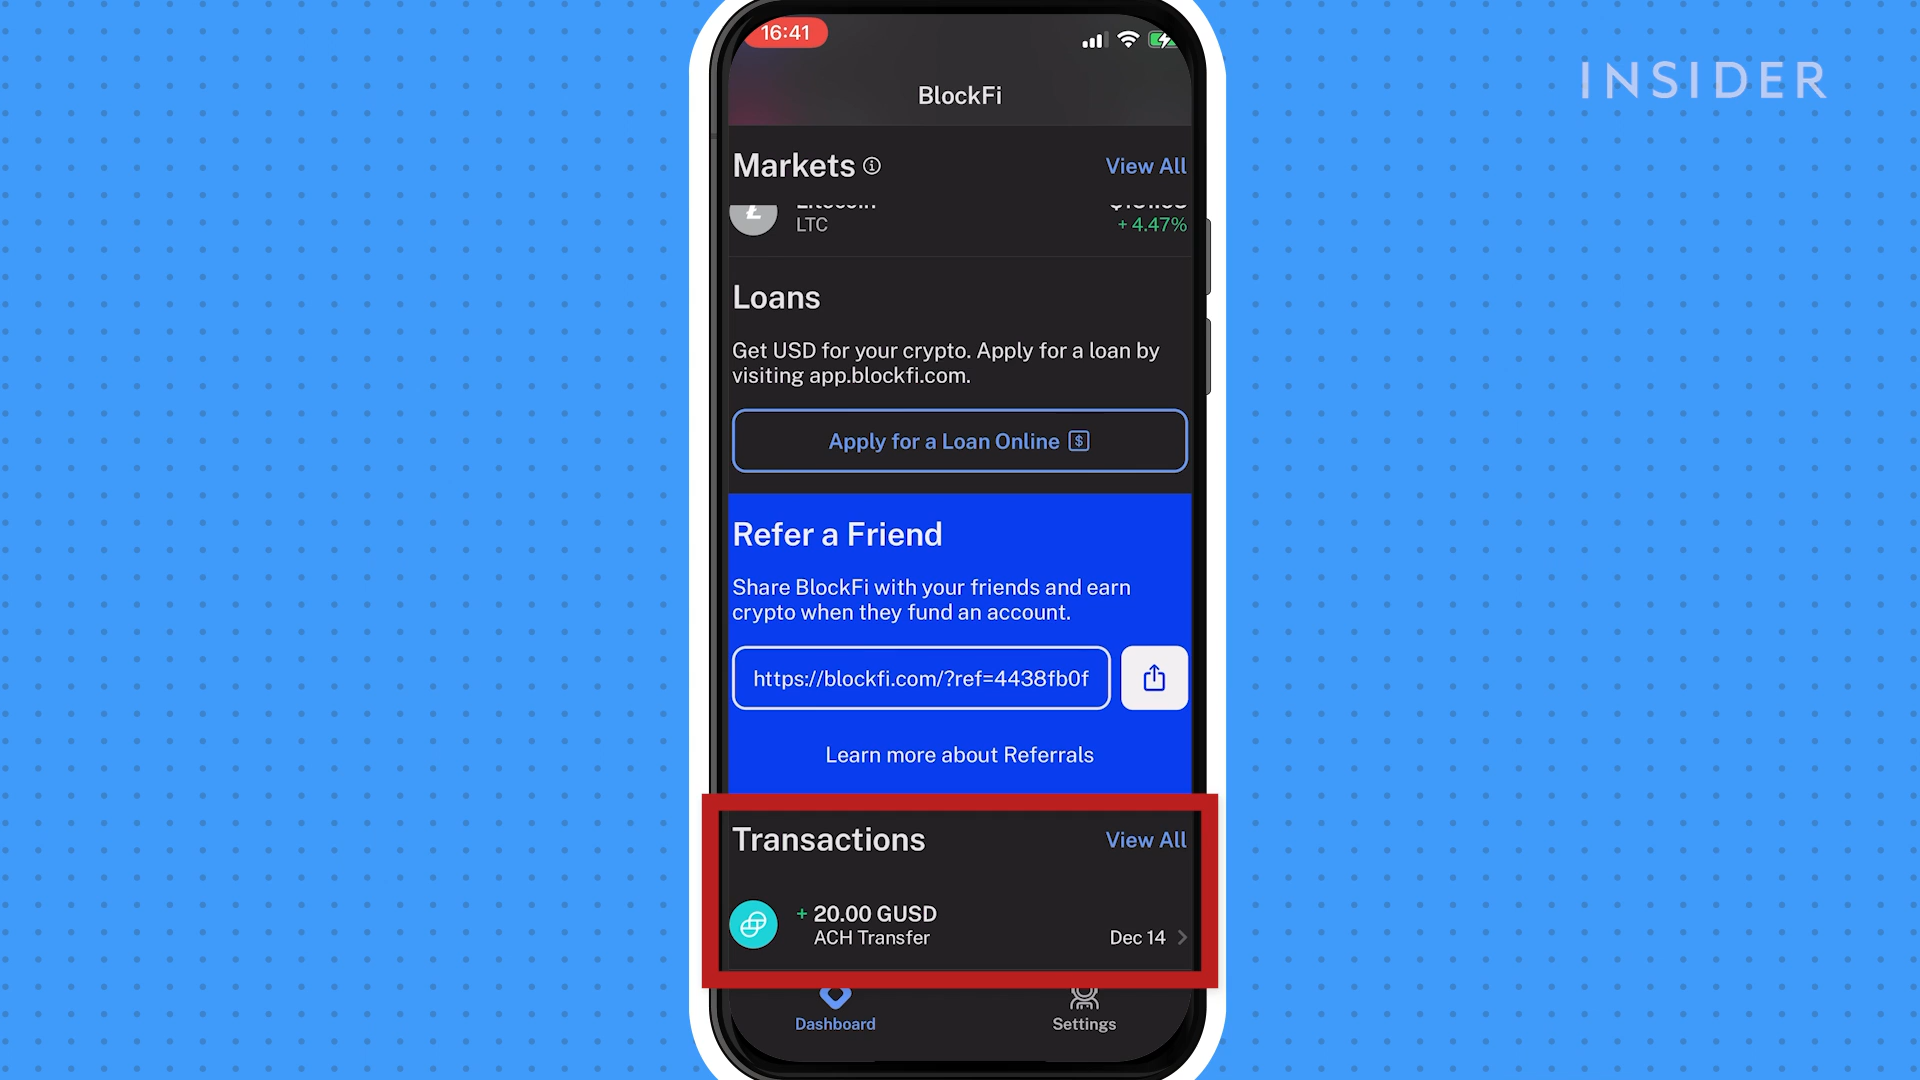 16:41
INSIDER
BlockFi
Markets
View All
LTC
+ 4.47%
Loans
Get USD for your crypto. Apply for a loan by
visiting app.blockfi.com.
Apply for a Loan Online
Refer a Friend
Share BlockFi with your friends and earn
crypto when they fund an account.
https://blockfi.com/?ref=4438fb0f
Learn more about Referrals
Transactions
View All
+ 20.00 GUSD
ACH Transfer
Dec 14
Dashboard
Settings